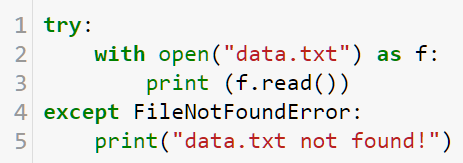 1 try:
2     with open("data.txt") as f:
3         print (f.read())
4 except FileNotFoundError:
5     print("data.txt not found!")